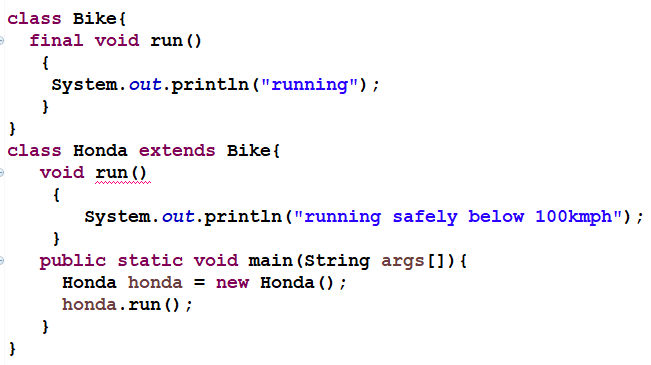 class Bike{
final void run()
{
System.out.println("running");
}
}
class Honda extends Bike{
void run()
{
System.out.println("running safely below 100kmph");
}
public static void main(String args[]){
Honda honda = new Honda();
honda.run();
}
}